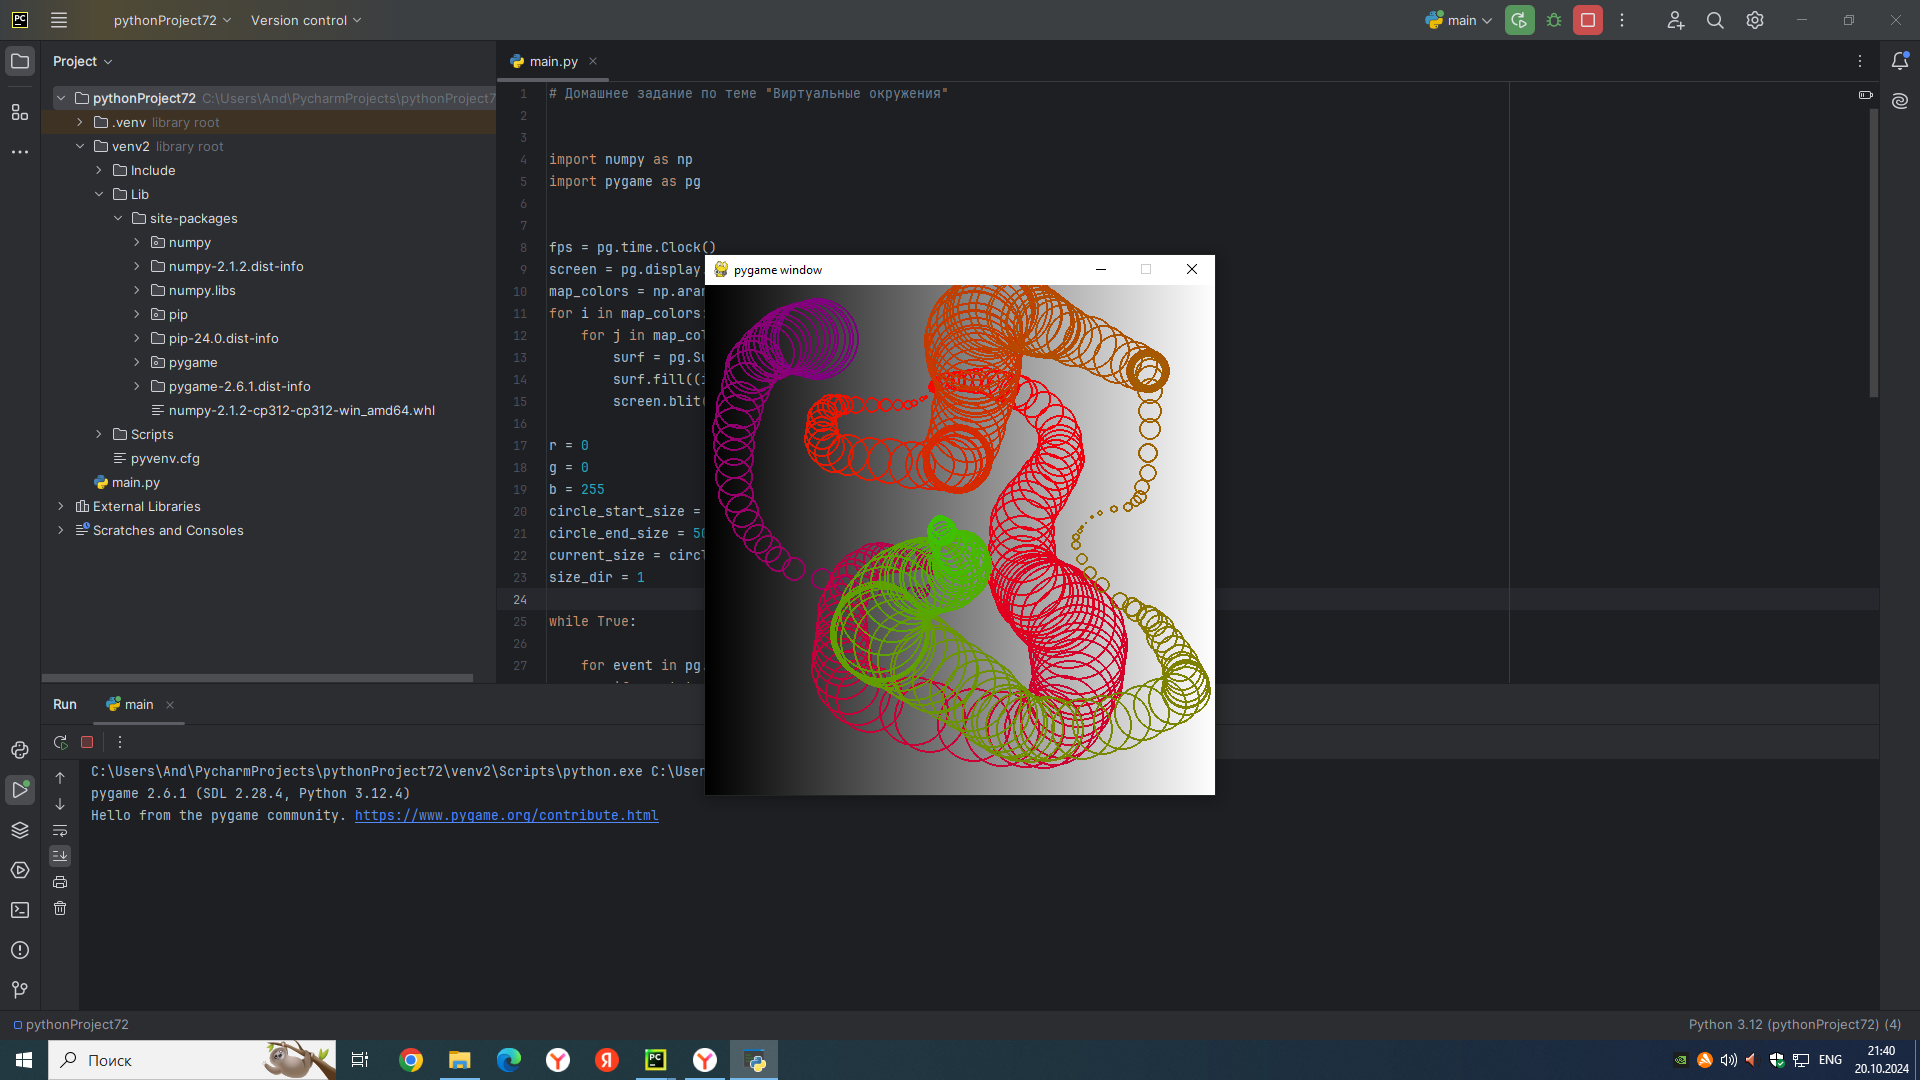 PC
pythonProject72
Version control
main
Project
pythonProject72 C:\Users\And\PycharmProjects\pythonProject7
.venv library root
venv2 library root
Include
Lib
site-packages
numpy
numpy-2.1.2.dist-info
numpy.libs
pip
pip-24.0.dist-info
pygame
pygame-2.6.1.dist-info
numpy-2.1.2-cp312-cp312-win_amd64.whl
Scripts
pyvenv.cfg
main.py
External Libraries
Scratches and Consoles
main.py
1 # Домашнее задание по теме "Виртуальные окружения"
2
3
4 import numpy as np
5 import pygame as pg
6
7
8 fps = pg.time.Clock()
9 screen = pg.display.
10 map_colors = np.aran
11 for i in map_colors:
12 for j in map_col
13 surf = pg.Su
14 surf.fill((i
15 screen.blit(
16
17 r = 0
18 g = 0
19 b = 255
20 circle_start_size =
21 circle_end_size = 50
22 current_size = circl
23 size_dir = 1
24
25 while True:
26
27 for event in pg.
pygame window
Run main
C:\Users\And\PycharmProjects\pythonProject72\venv2\Scripts\python.exe C:\User
pygame 2.6.1 (SDL 2.28.4, Python 3.12.4)
Hello from the pygame community. https://www.pygame.org/contribute.html
pythonProject72
Python 3.12 (pythonProject72) (4)
Поиск
Y
Я
PC
Y
ENG
21:40
20.10.2024